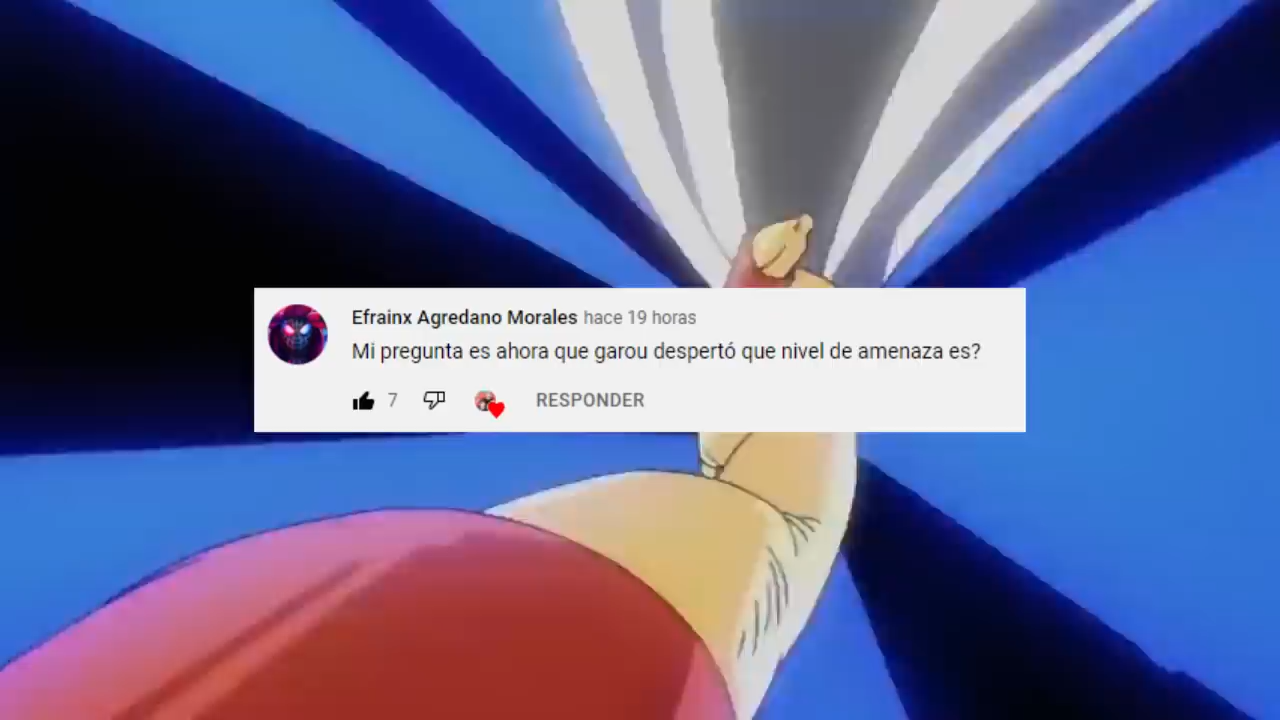 Efrainx Agredano Morales hace 19 horas
Mi pregunta es ahora que garou despertó que nivel de amenaza es?
7 RESPONDER